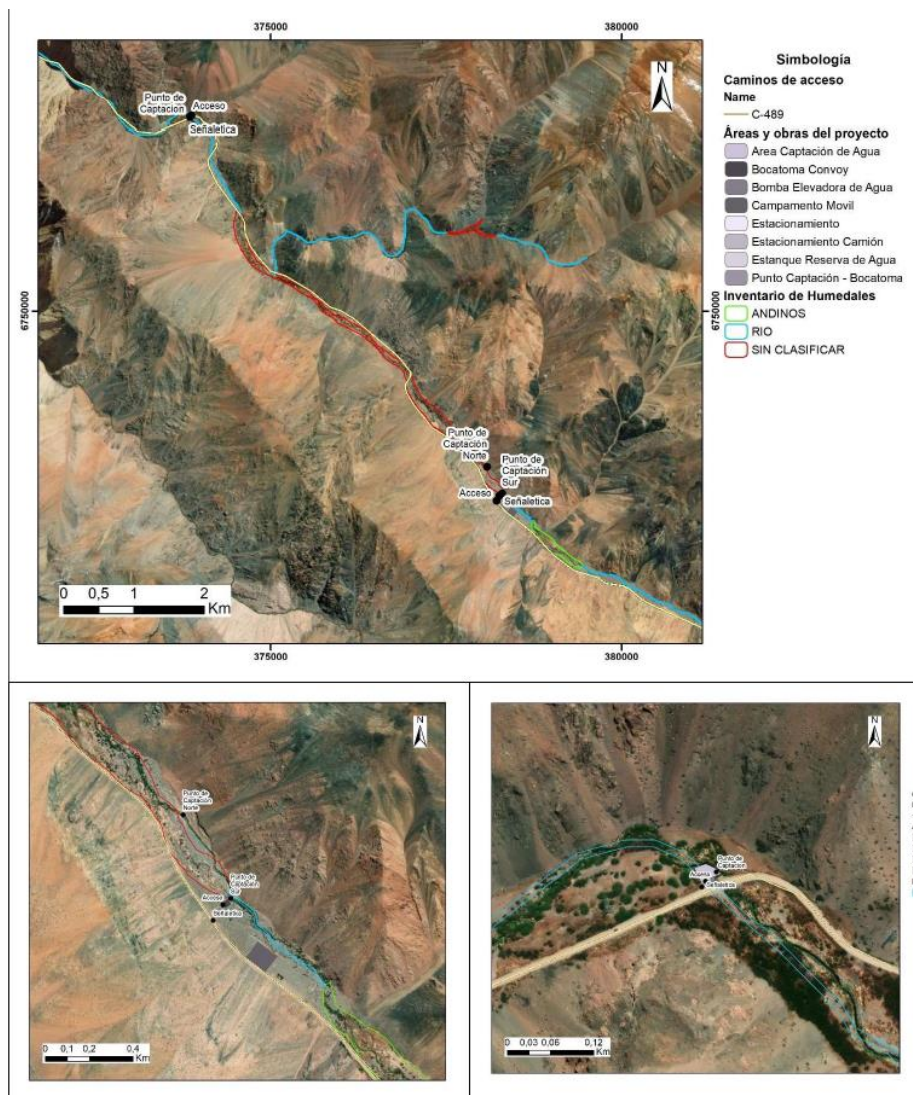 375000
380000
N
Punto de
Captacion
Acceso
Señaletica
6750000
6750000
Punto de
Captación
Norte
Punto de
Captación
Sur
Acceso
Señaletica
0 0,5 1 2
Km
375000
380000
Simbología
Caminos de acceso
Name
C-489
Áreas y obras del proyecto
Area Captación de Agua
Bocatoma Convoy
Bomba Elevadora de Agua
Campamento Movil
Estacionamiento
Estacionamiento Camión
Estanque Reserva de Agua
Punto Captación - Bocatoma
Inventario de Humedales
ANDINOS
RIO
SIN CLASIFICAR
N
Punto de
Captación
Norte
Punto de
Captación
Sur
Acceso
Señaletica
0 0,1 0,2 0,4
Km
N
Punto de
Captacion
Acceso
Señaletica
0 0,03 0,06 0,12
Km